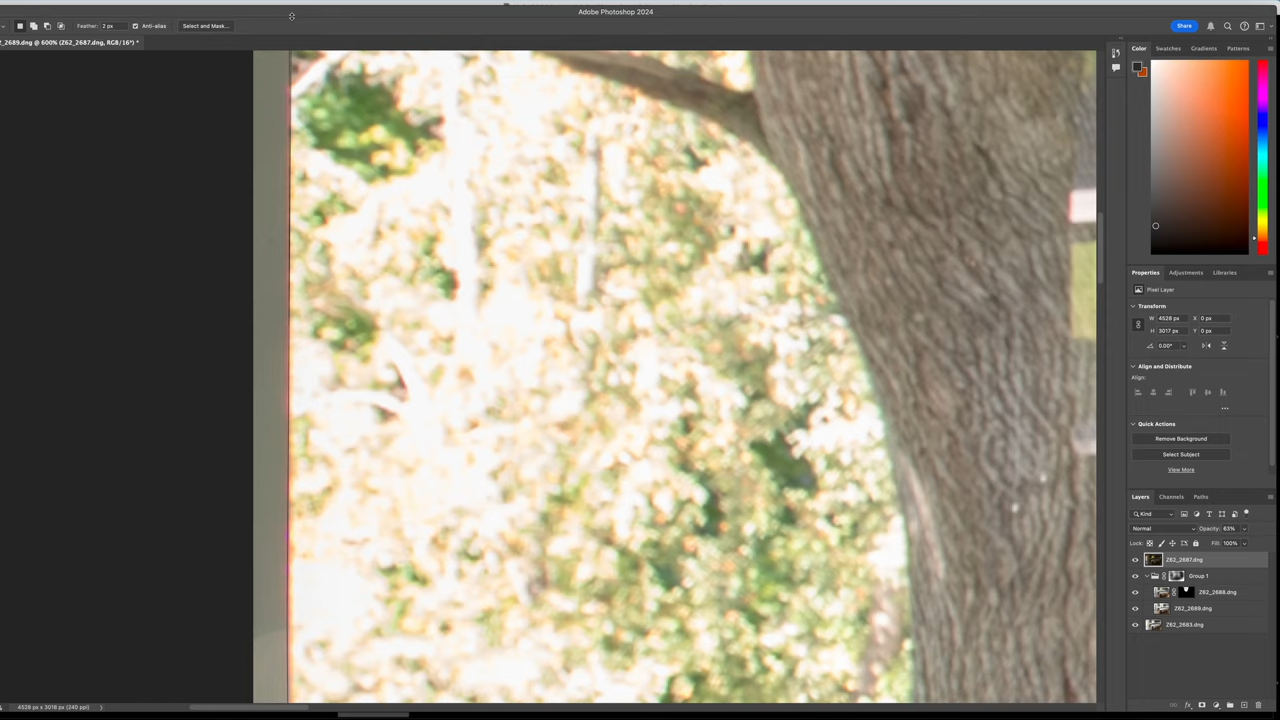 Adobe Photoshop 2024
Feather: 2 px Anti-alias Select and Mask... Share
_2689.dng @ 600% (Z62_2687.dng, RGB/16*) *
Color Swatches Gradients Patterns
Properties Adjustments Libraries
Pixel Layer
Transform
W 4528 px X 0 px
H 3017 px Y 0 px
0.00°
Align and Distribute
Align:
Quick Actions
Remove Background
Select Subject
View More
Layers Channels Paths
Kind
Normal Opacity: 63%
Lock: Fill: 100%
Z62_2687.dng
Group 1
Z62_2688.dng
Z62_2689.dng
Z62_2683.dng
4528 px x 3018 px (240 ppi)